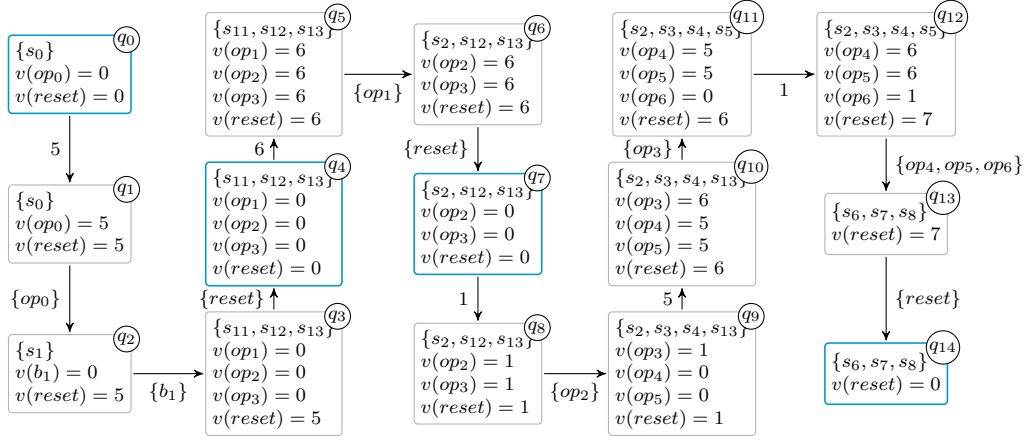 q0
{s0}
v(op0) = 0
v(reset) = 0
5
q1
{s0}
v(op0) = 5
v(reset) = 5
{op0}
q2
{s1}
v(b1) = 0
v(reset) = 5
{b1}
q3
{s11, s12, s13}
v(op1) = 0
v(op2) = 0
v(op3) = 0
v(reset) = 5
{reset}
q4
{s11, s12, s13}
v(op1) = 0
v(op2) = 0
v(op3) = 0
v(reset) = 0
6
q5
{s11, s12, s13}
v(op1) = 6
v(op2) = 6
v(op3) = 6
v(reset) = 6
{op1}
q6
{s2, s12, s13}
v(op2) = 6
v(op3) = 6
v(reset) = 6
{reset}
q7
{s2, s12, s13}
v(op2) = 0
v(op3) = 0
v(reset) = 0
1
q8
{s2, s12, s13}
v(op2) = 1
v(op3) = 1
v(reset) = 1
{op2}
q9
{s2, s3, s4, s13}
v(op3) = 1
v(op4) = 0
v(op5) = 0
v(reset) = 1
5
q10
{s2, s3, s4, s13}
v(op3) = 6
v(op4) = 5
v(op5) = 5
v(reset) = 6
{op3}
q11
{s2, s3, s4, s5}
v(op4) = 5
v(op5) = 5
v(op6) = 0
v(reset) = 6
1
q12
{s2, s3, s4, s5}
v(op4) = 6
v(op5) = 6
v(op6) = 1
v(reset) = 7
{op4, op5, op6}
q13
{s6, s7, s8}
v(reset) = 7
{reset}
q14
{s6, s7, s8}
v(reset) = 0